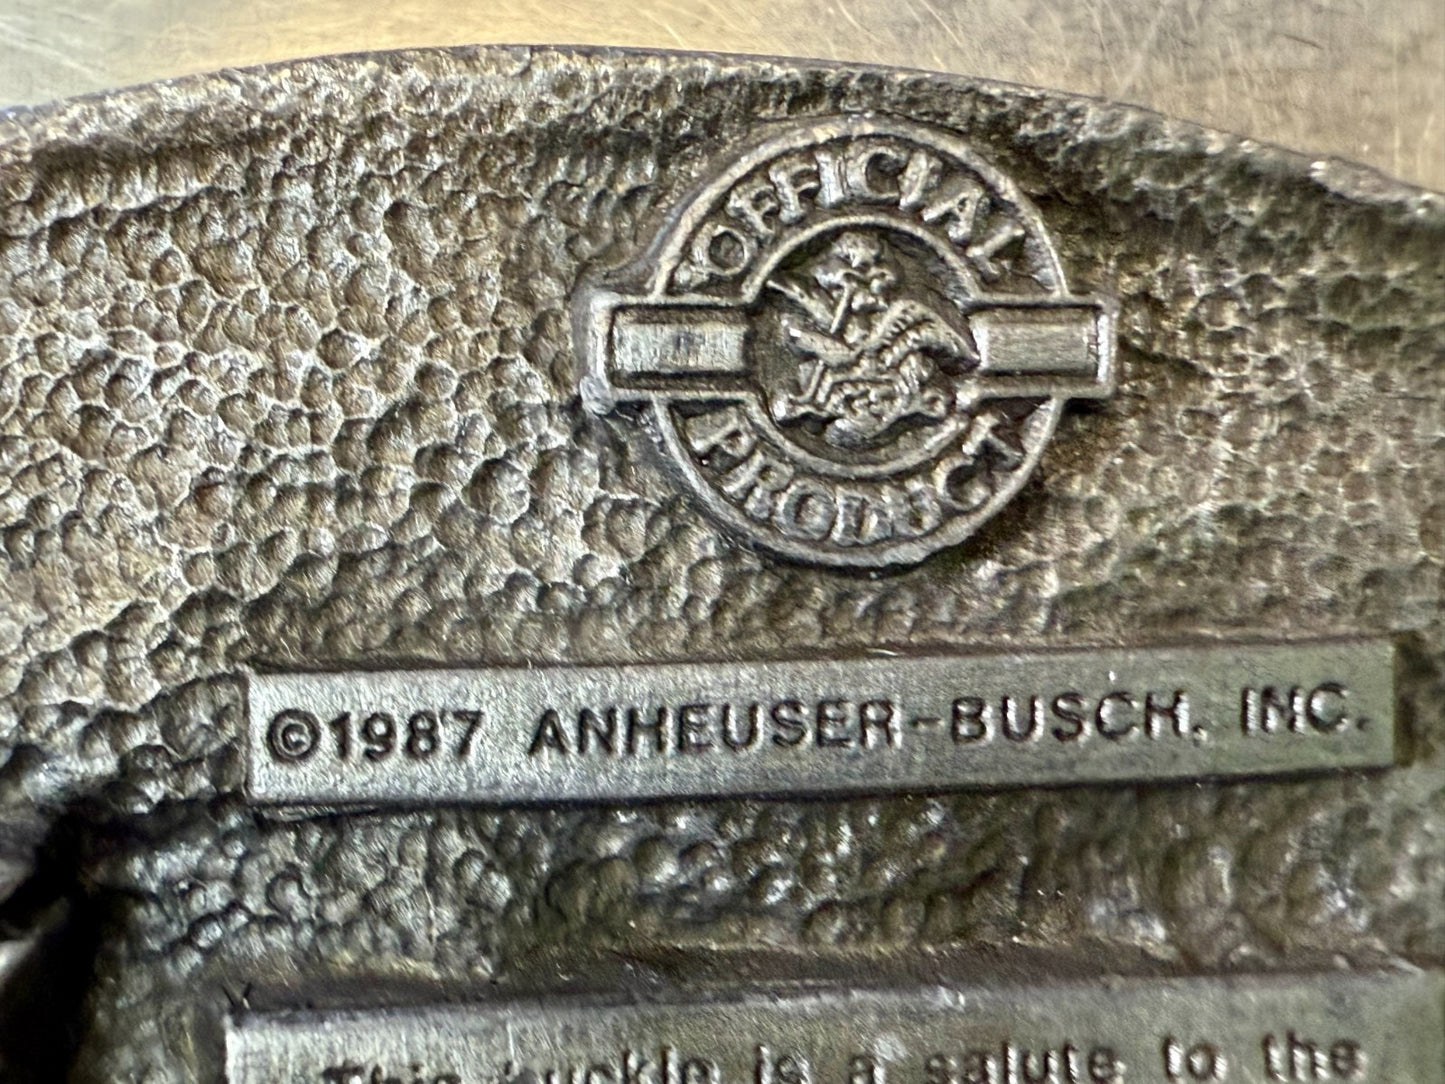 OFFICIAL
PRODUCT
©1987 ANHEUSER-BUSCH, INC.
This buckle is a salute to the